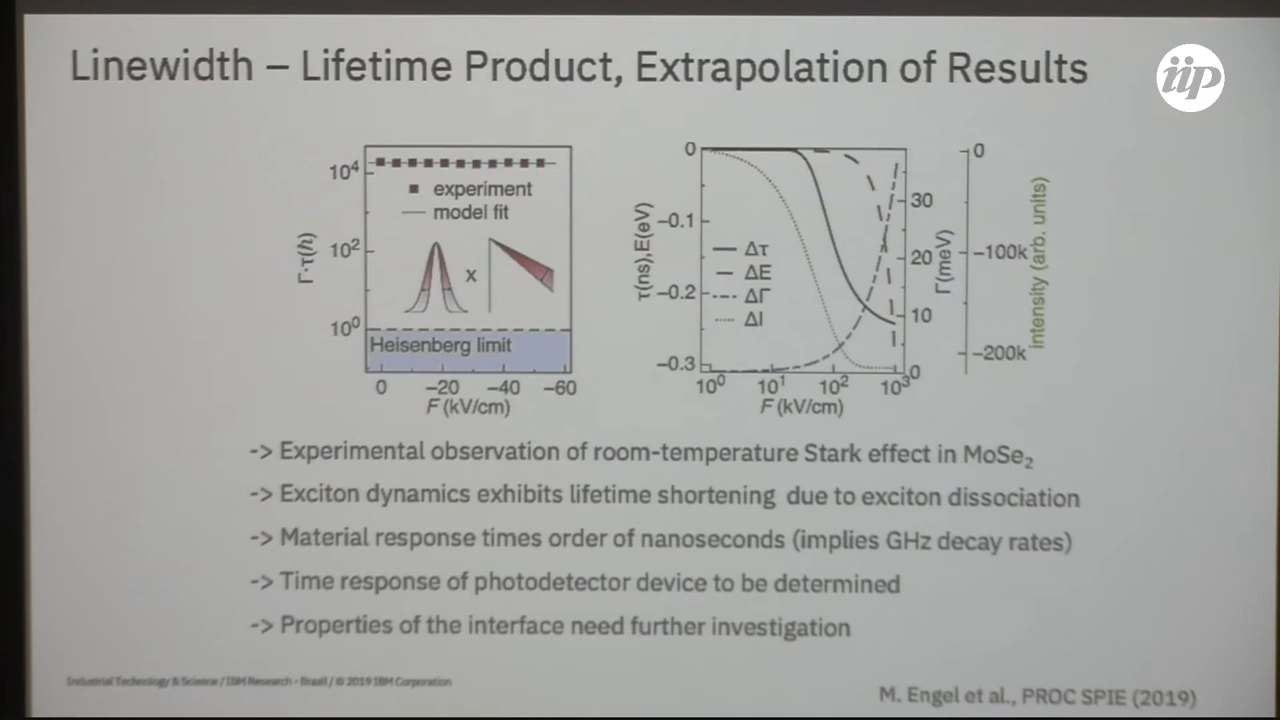 Linewidth – Lifetime Product, Extrapolation of Results
iip
10⁴
10²
10⁰
Γ·τ(ħ)
experiment
model fit
x
Heisenberg limit
0 −20 −40 −60
F (kV/cm)
0
−0.1
−0.2
−0.3
τ(ns),E(eV)
Δτ
ΔE
ΔΓ
ΔI
10⁰ 10¹ 10² 10³
F (kV/cm)
30
20
10
0
Γ(meV)
0
−100k
−200k
intensity (arb. units)
-> Experimental observation of room-temperature Stark effect in MoSe₂
-> Exciton dynamics exhibits lifetime shortening due to exciton dissociation
-> Material response times order of nanoseconds (implies GHz decay rates)
-> Time response of photodetector device to be determined
-> Properties of the interface need further investigation
Industrial Technology & Science / IBM Research - Brazil / © 2019 IBM Corporation
M. Engel et al., PROC SPIE (2019)